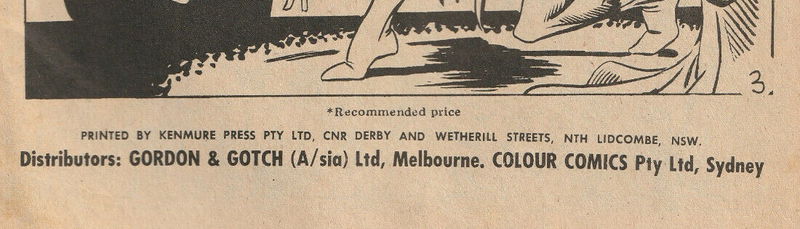 3.
*Recommended price
PRINTED BY KENMURE PRESS PTY LTD, CNR DERBY AND WETHERILL STREETS, NTH LIDCOMBE, NSW.
Distributors: GORDON & GOTCH (A/sia) Ltd, Melbourne. COLOUR COMICS Pty Ltd, Sydney